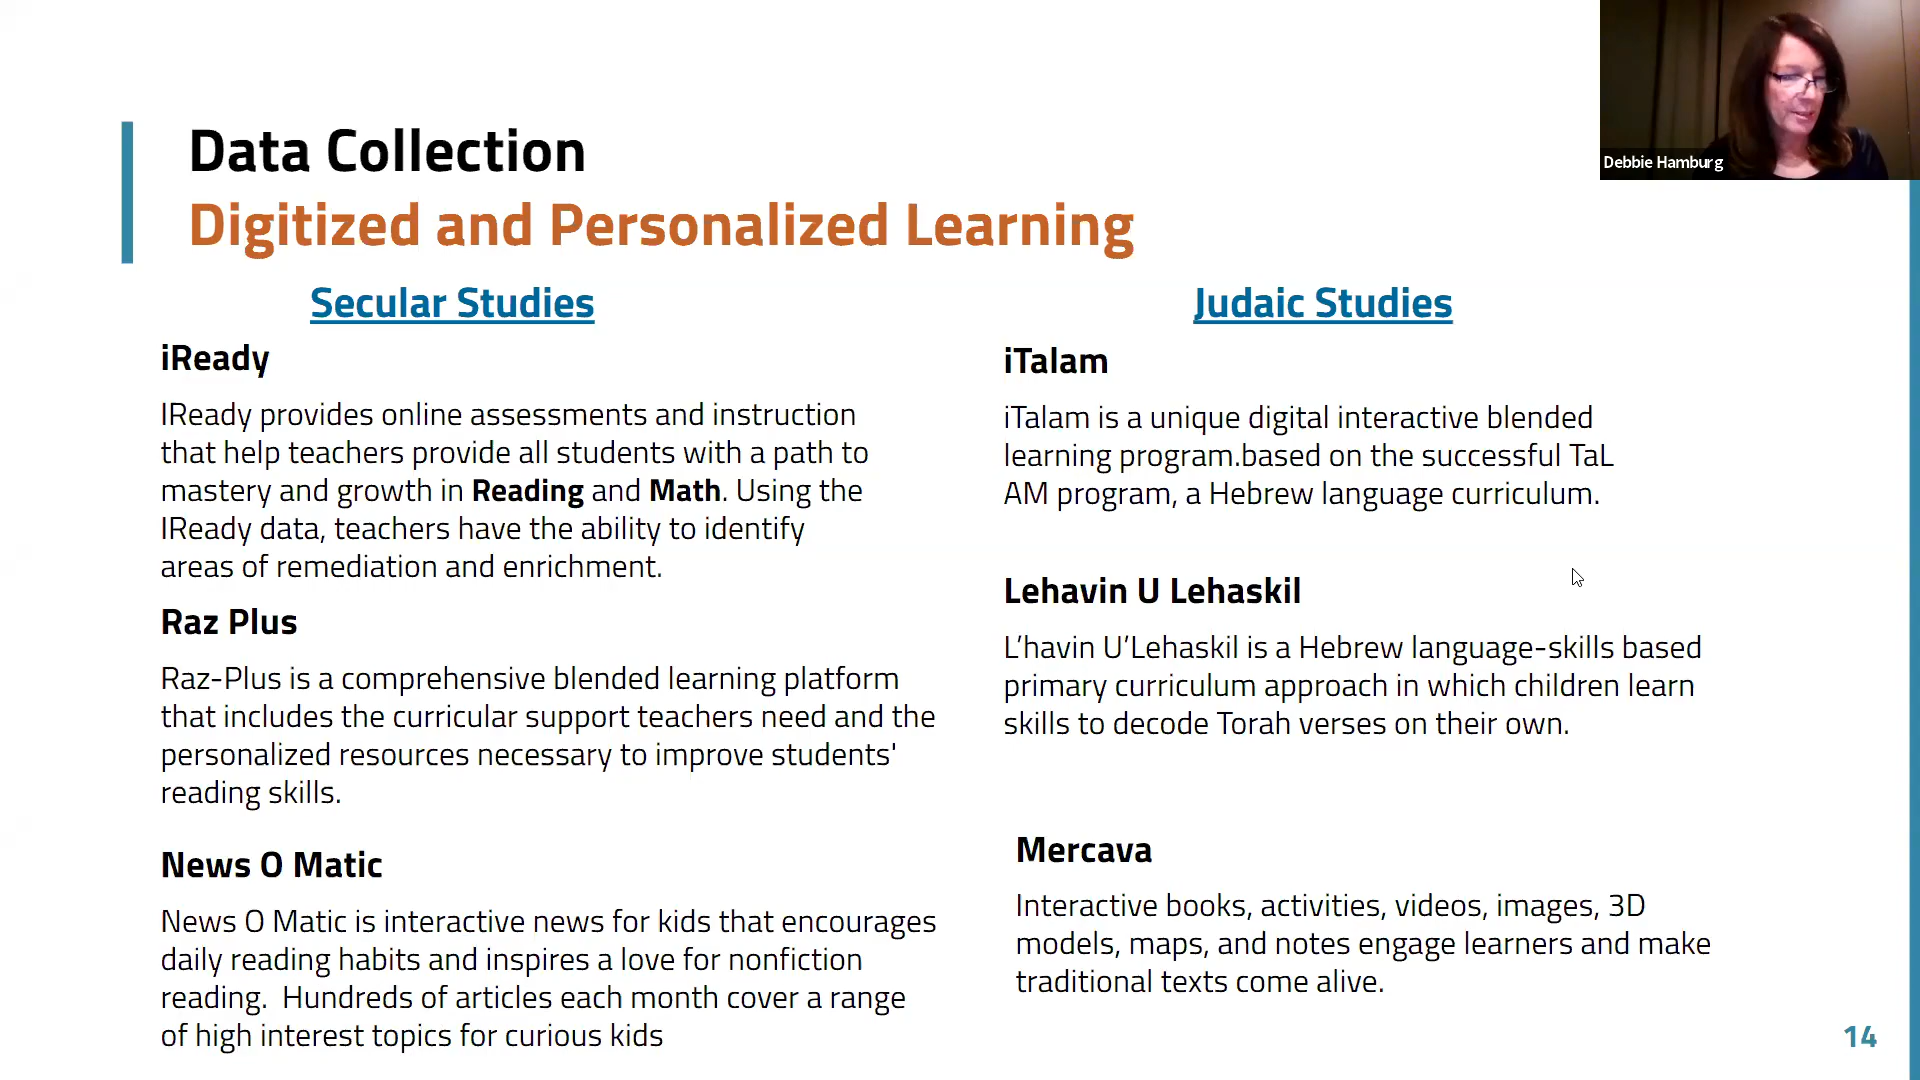 Data Collection
Digitized and Personalized Learning
Secular Studies
iReady
IReady provides online assessments and instruction
that help teachers provide all students with a path to
mastery and growth in Reading and Math. Using the
IReady data, teachers have the ability to identify
areas of remediation and enrichment.
Raz Plus
Raz-Plus is a comprehensive blended learning platform
that includes the curricular support teachers need and the
personalized resources necessary to improve students'
reading skills.
News O Matic
News O Matic is interactive news for kids that encourages
daily reading habits and inspires a love for nonfiction
reading.  Hundreds of articles each month cover a range
of high interest topics for curious kids
Judaic Studies
iTalam
iTalam is a unique digital interactive blended
learning program.based on the successful TaL
AM program, a Hebrew language curriculum.
Lehavin U Lehaskil
L’havin U’Lehaskil is a Hebrew language-skills based
primary curriculum approach in which children learn
skills to decode Torah verses on their own.
Mercava
Interactive books, activities, videos, images, 3D
models, maps, and notes engage learners and make
traditional texts come alive.
Debbie Hamburg
14